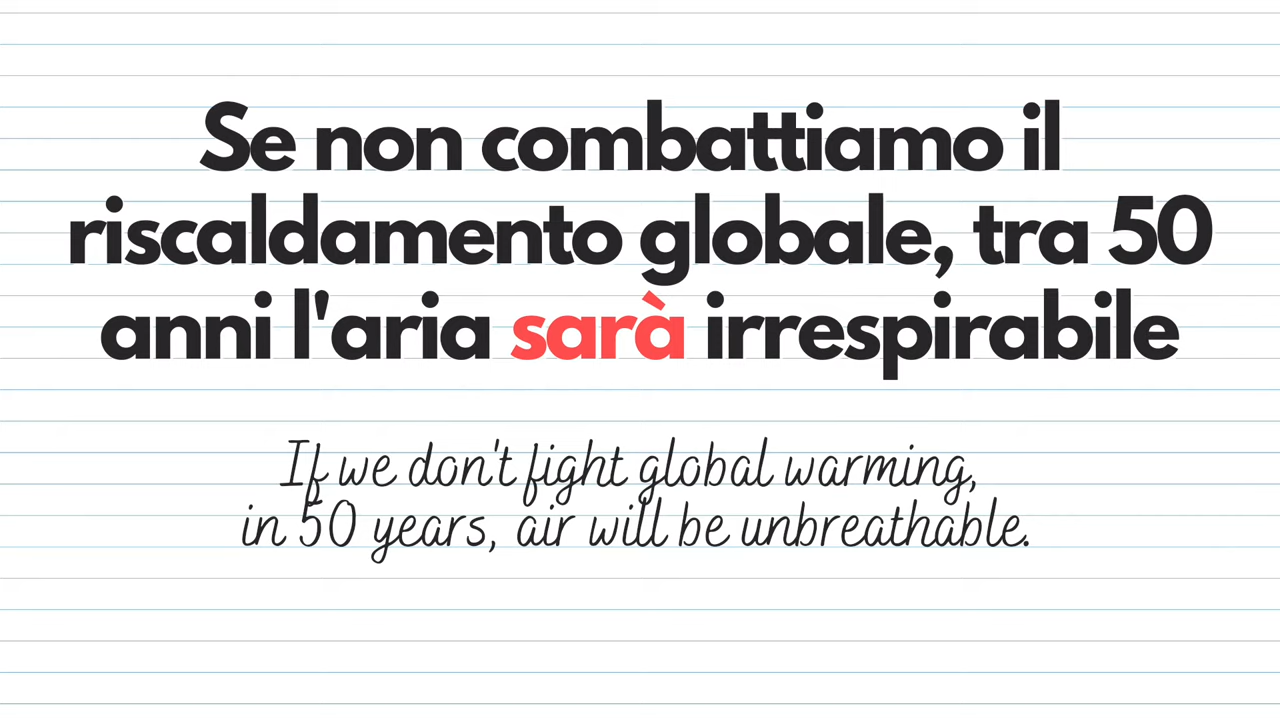 Se non combattiamo il
riscaldamento globale, tra 50
anni l'aria sarà irrespirabile
If we don't fight global warming,
in 50 years, air will be unbreathable.